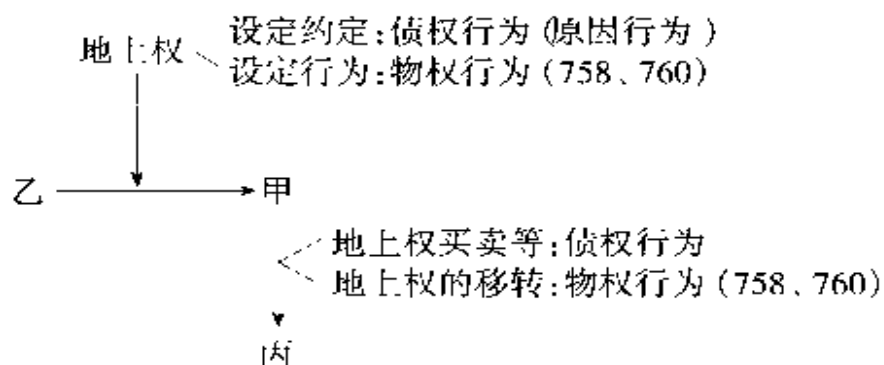 设定约定:债权行为(原因行为)
地上权
设定行为:物权行为(758、760)
乙 甲
地上权买卖等:债权行为
地上权的移转:物权行为(758、760)
丙